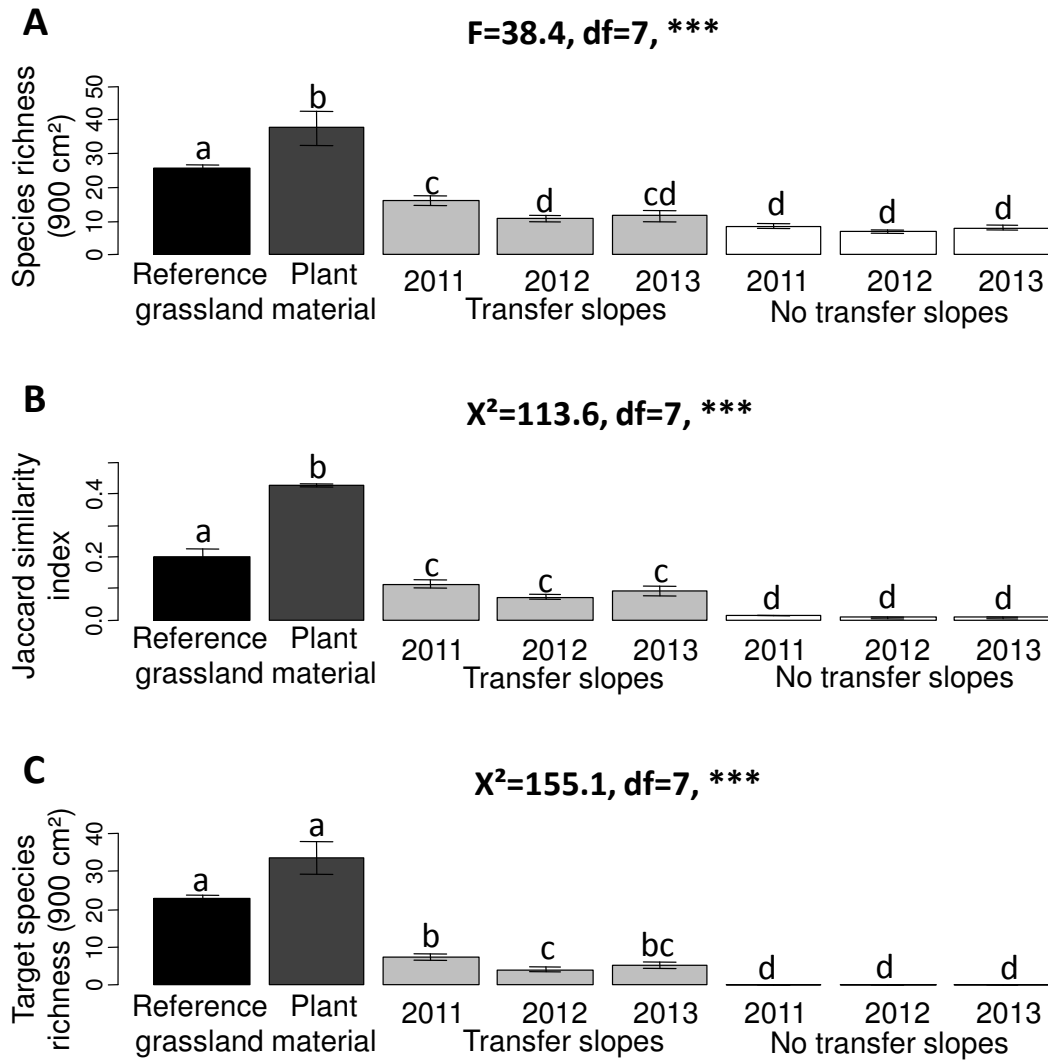 A
F=38.4, df=7, ***
Species richness
(900 cm²)
0 10 20 30 40 50
a b c d cd d d d
Reference Plant 2011 2012 2013 2011 2012 2013
grassland material Transfer slopes No transfer slopes
B
X²=113.6, df=7, ***
Jaccard similarity
index
0.0 0.2 0.4
a b c c c d d d
Reference Plant 2011 2012 2013 2011 2012 2013
grassland material Transfer slopes No transfer slopes
C
X²=155.1, df=7, ***
Target species
richness (900 cm²)
0 10 20 30 40
a a b c bc d d d
Reference Plant 2011 2012 2013 2011 2012 2013
grassland material Transfer slopes No transfer slopes